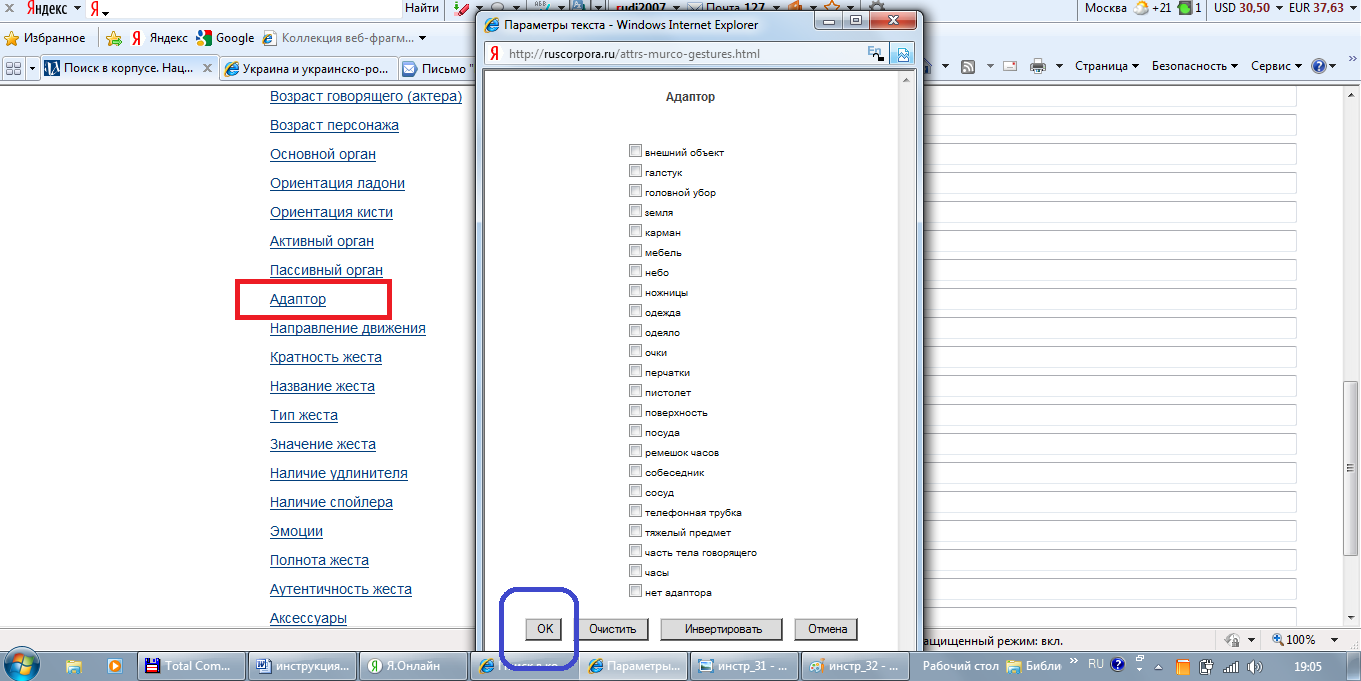 Яндекс
Я
Найти
rudi2007
Почта 127
Москва +21 1 USD 30,50 EUR 37,63
Избранное
Я Яндекс Google Коллекция веб-фрагм...
Поиск в корпусе. Нац...
Украина и украинско-ро...
Письмо "
Страница Безопасность Сервис
Возраст говорящего (актера)
Возраст персонажа
Основной орган
Ориентация ладони
Ориентация кисти
Активный орган
Пассивный орган
Адаптор
Направление движения
Кратность жеста
Название жеста
Тип жеста
Значение жеста
Наличие удлинителя
Наличие спойлера
Эмоции
Полнота жеста
Аутентичность жеста
Аксессуары
Параметры текста - Windows Internet Explorer
Я http://ruscorpora.ru/attrs-murco-gestures.html
Адаптор
внешний объект
галстук
головной убор
земля
карман
мебель
небо
ножницы
одежда
одеяло
очки
перчатки
пистолет
поверхность
посуда
ремешок часов
собеседник
сосуд
телефонная трубка
тяжелый предмет
часть тела говорящего
часы
нет адаптора
OK Очистить Инвертировать Отмена
ащищенный режим: вкл.
100%
Total Com...
инструкция...
Я.Онлайн
Поиск в ко...
Параметры...
инстр_31 - ...
инстр_32 - ...
Рабочий стол
Библи
»
RU
19:05